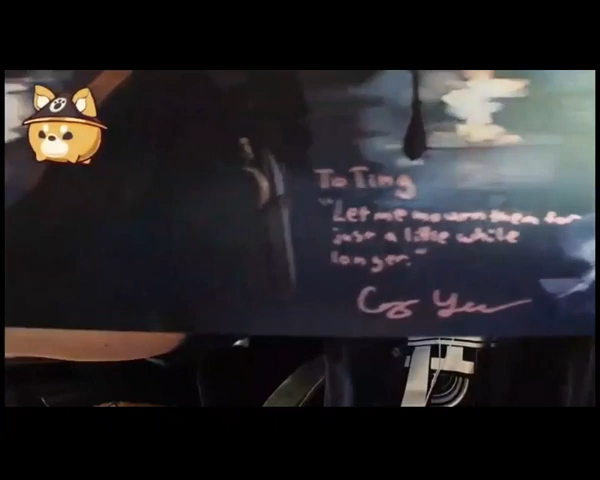 To Ting
"Let me mourn them for
just a little while
longer."